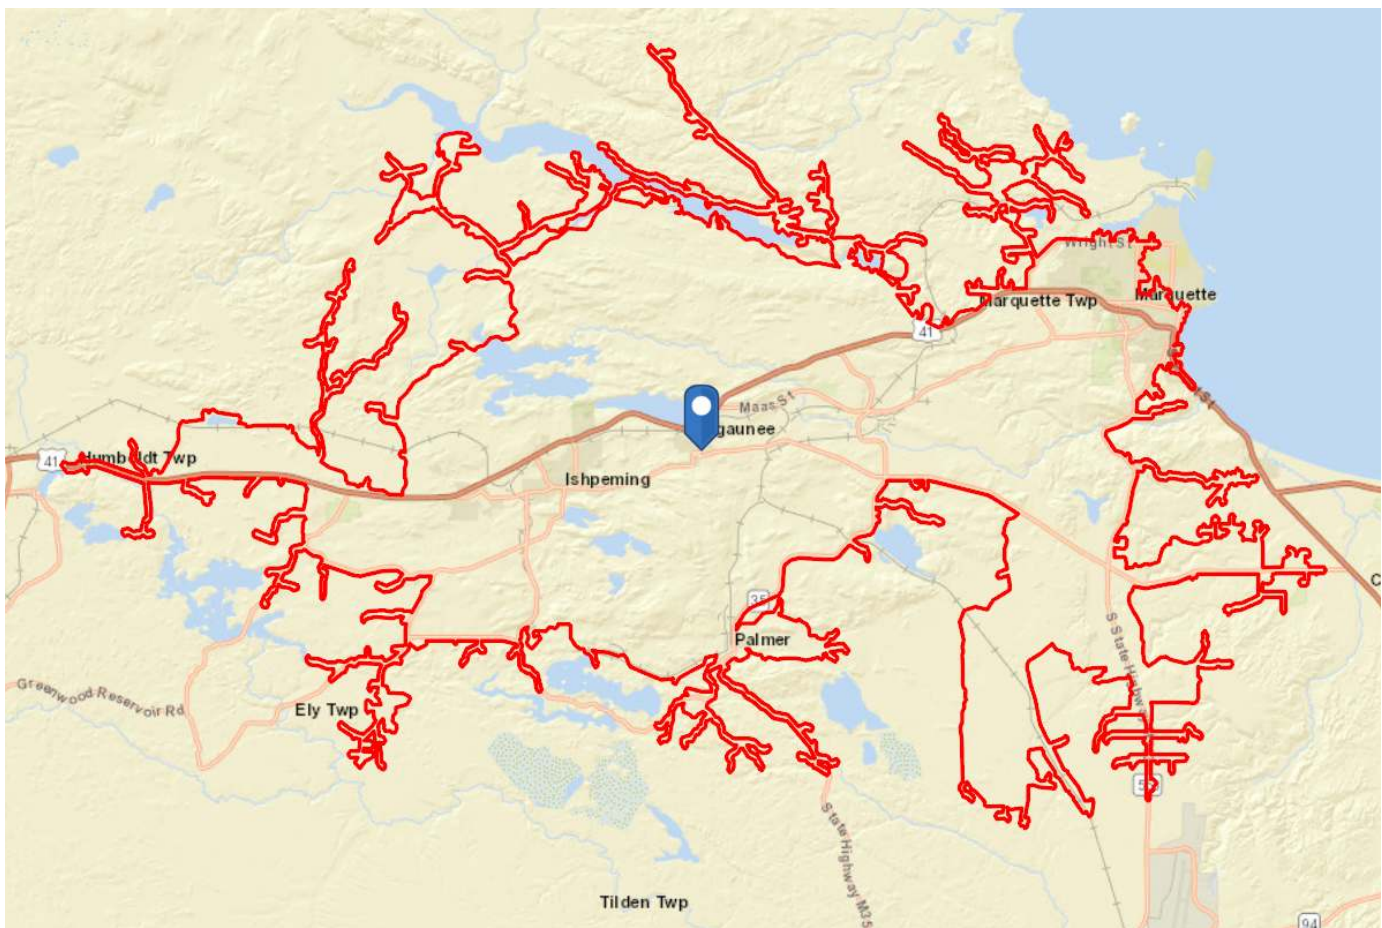 Wright St
Marquette Twp
Marquette
41
Maas St
gaunee
41
Humboldt Twp
Ishpeming
35
Palmer
S State Highway
Greenwood Reservoir Rd
Ely Twp
State Highway M35
Tilden Twp
94